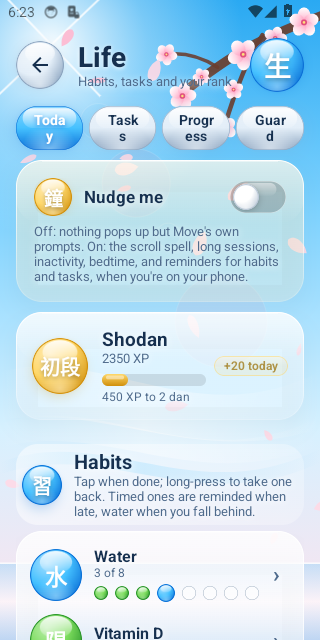 6:23
Life
Habits, tasks and your rank
生
Toda
y
Task
s
Progr
ess
Guar
d
鐘
Nudge me
Off: nothing pops up but Move's own
prompts. On: the scroll spell, long sessions,
inactivity, bedtime, and reminders for habits
and tasks, when you're on your phone.
初段
Shodan
2350 XP
+20 today
450 XP to 2 dan
習
Habits
Tap when done; long-press to take one
back. Timed ones are reminded when
late, water when you fall behind.
水
Water
3 of 8
陽
Vitamin D